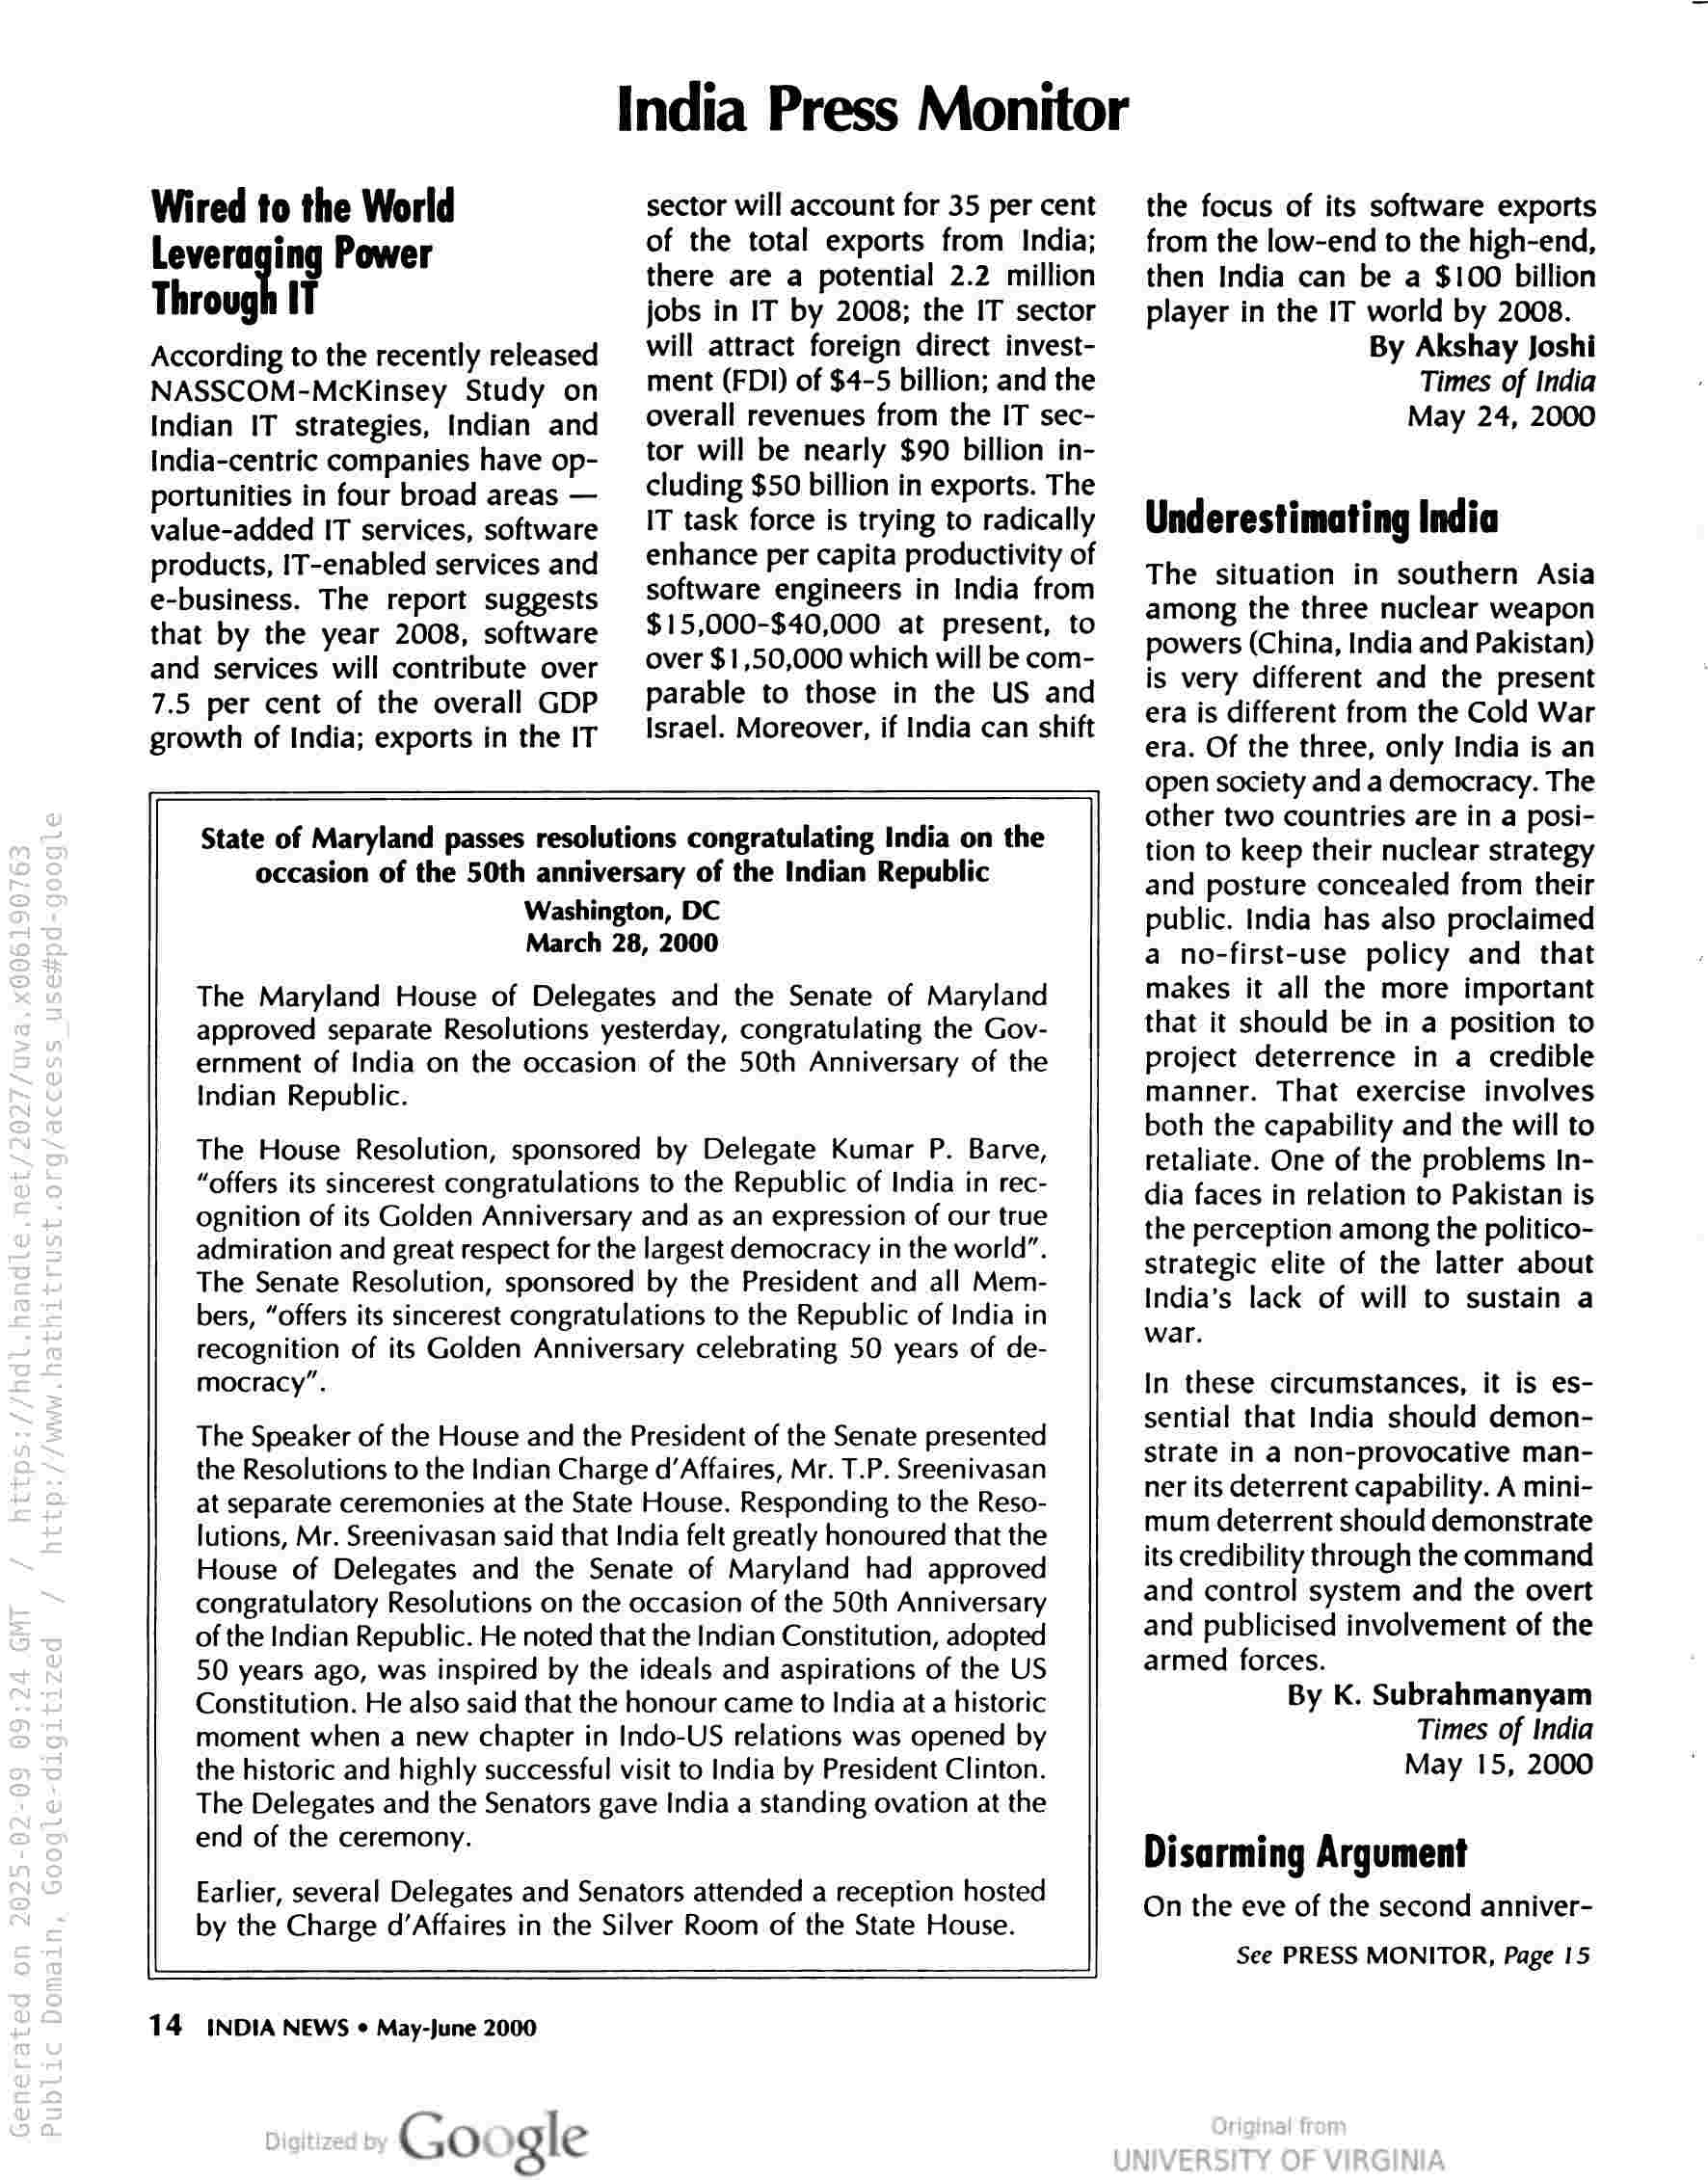 India Press Monitor
Wired to the World
Leveraging Power
Through IT
According to the recently released
NASSCOM-McKinsey Study on
Indian IT strategies, Indian and
India-centric companies have op-
portunities in four broad areas —
value-added IT services, software
products, IT-enabled services and
e-business. The report suggests
that by the year 2008, software
and services will contribute over
7.5 per cent of the overall GDP
growth of India; exports in the IT
sector will account for 35 per cent
of the total exports from India;
there are a potential 2.2 million
jobs in IT by 2008; the IT sector
will attract foreign direct invest-
ment (FDI) of $4-5 billion; and the
overall revenues from the IT sec-
tor will be nearly $90 billion in-
cluding $50 billion in exports. The
IT task force is trying to radically
enhance per capita productivity of
software engineers in India from
$15,000-$40,000 at present, to
over $1,50,000 which will be com-
parable to those in the US and
Israel. Moreover, if India can shift
the focus of its software exports
from the low-end to the high-end,
then India can be a $100 billion
player in the IT world by 2008.
By Akshay Joshi
Times of India
May 24, 2000
State of Maryland passes resolutions congratulating India on the
occasion of the 50th anniversary of the Indian Republic
Washington, DC
March 28, 2000
The Maryland House of Delegates and the Senate of Maryland
approved separate Resolutions yesterday, congratulating the Gov-
ernment of India on the occasion of the 50th Anniversary of the
Indian Republic.
The House Resolution, sponsored by Delegate Kumar P. Barve,
"offers its sincerest congratulations to the Republic of India in rec-
ognition of its Golden Anniversary and as an expression of our true
admiration and great respect for the largest democracy in the world".
The Senate Resolution, sponsored by the President and all Mem-
bers, "offers its sincerest congratulations to the Republic of India in
recognition of its Golden Anniversary celebrating 50 years of de-
mocracy".
The Speaker of the House and the President of the Senate presented
the Resolutions to the Indian Charge d'Affaires, Mr. T.P. Sreenivasan
at separate ceremonies at the State House. Responding to the Reso-
lutions, Mr. Sreenivasan said that India felt greatly honoured that the
House of Delegates and the Senate of Maryland had approved
congratulatory Resolutions on the occasion of the 50th Anniversary
of the Indian Republic. He noted that the Indian Constitution, adopted
50 years ago, was inspired by the ideals and aspirations of the US
Constitution. He also said that the honour came to India at a historic
moment when a new chapter in Indo-US relations was opened by
the historic and highly successful visit to India by President Clinton.
The Delegates and the Senators gave India a standing ovation at the
end of the ceremony.
Earlier, several Delegates and Senators attended a reception hosted
by the Charge d'Affaires in the Silver Room of the State House.
Underestimating India
The situation in southern Asia
among the three nuclear weapon
powers (China, India and Pakistan)
is very different and the present
era is different from the Cold War
era. Of the three, only India is an
open society and a democracy. The
other two countries are in a posi-
tion to keep their nuclear strategy
and posture concealed from their
public. India has also proclaimed
a no-first-use policy and that
makes it all the more important
that it should be in a position to
project deterrence in a credible
manner. That exercise involves
both the capability and the will to
retaliate. One of the problems In-
dia faces in relation to Pakistan is
the perception among the politico-
strategic elite of the latter about
India's lack of will to sustain a
war.
In these circumstances, it is es-
sential that India should demon-
strate in a non-provocative man-
ner its deterrent capability. A mini-
mum deterrent should demonstrate
its credibility through the command
and control system and the overt
and publicised involvement of the
armed forces.
By K. Subrahmanyam
Times of India
May 15, 2000
Disarming Argument
On the eve of the second anniver-
See PRESS MONITOR, Page 15
14 INDIA NEWS • May-June 2000
Digitized by Google
Original from
UNIVERSITY OF VIRGINIA
Generated on 2025-02-09 09:24 GMT / https://hdl.handle.net/2027/uva.x006190763
Public Domain, Google-digitized / http://www.hathitrust.org/access_use#pd-google